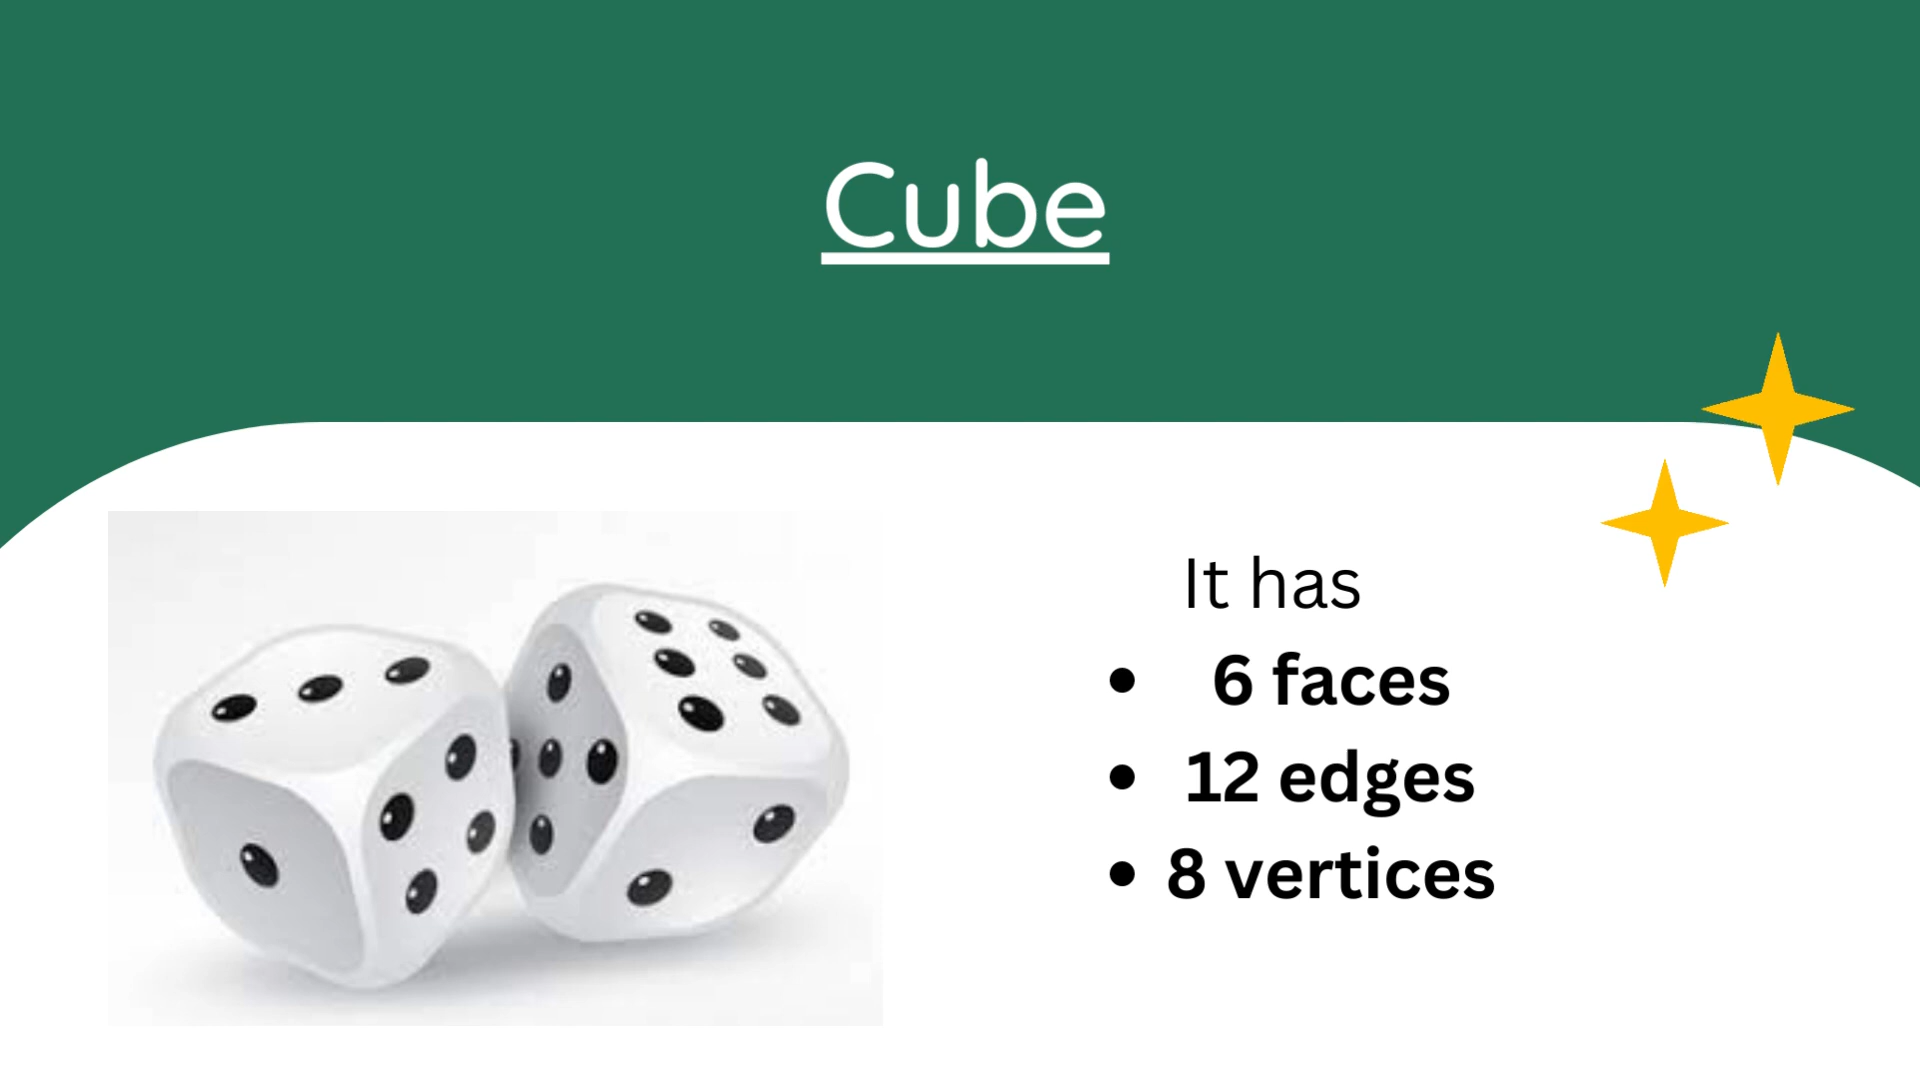 Cube
It has
• 6 faces
• 12 edges
• 8 vertices